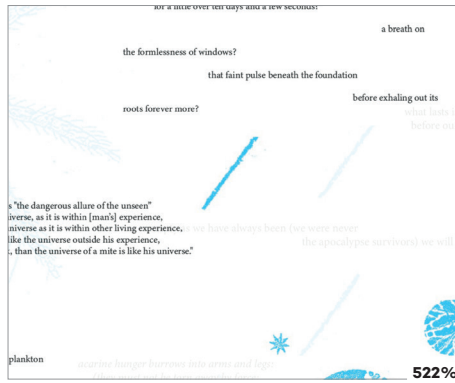 for a little over ten days and a few seconds?
a breath on
the formlessness of windows?
that faint pulse beneath the foundation
before exhaling out its
roots forever more?
what lasts
before ou
s "the dangerous allure of the unseen"
iverse, as it is within [man's] experience,
niverse as it is within other living experience,
as we have always been (we were never
like the universe outside his experience,
the apocalypse survivors) we will
, than the universe of a mite is like his universe."
plankton
acarine hunger burrows into arms and legs:
522%